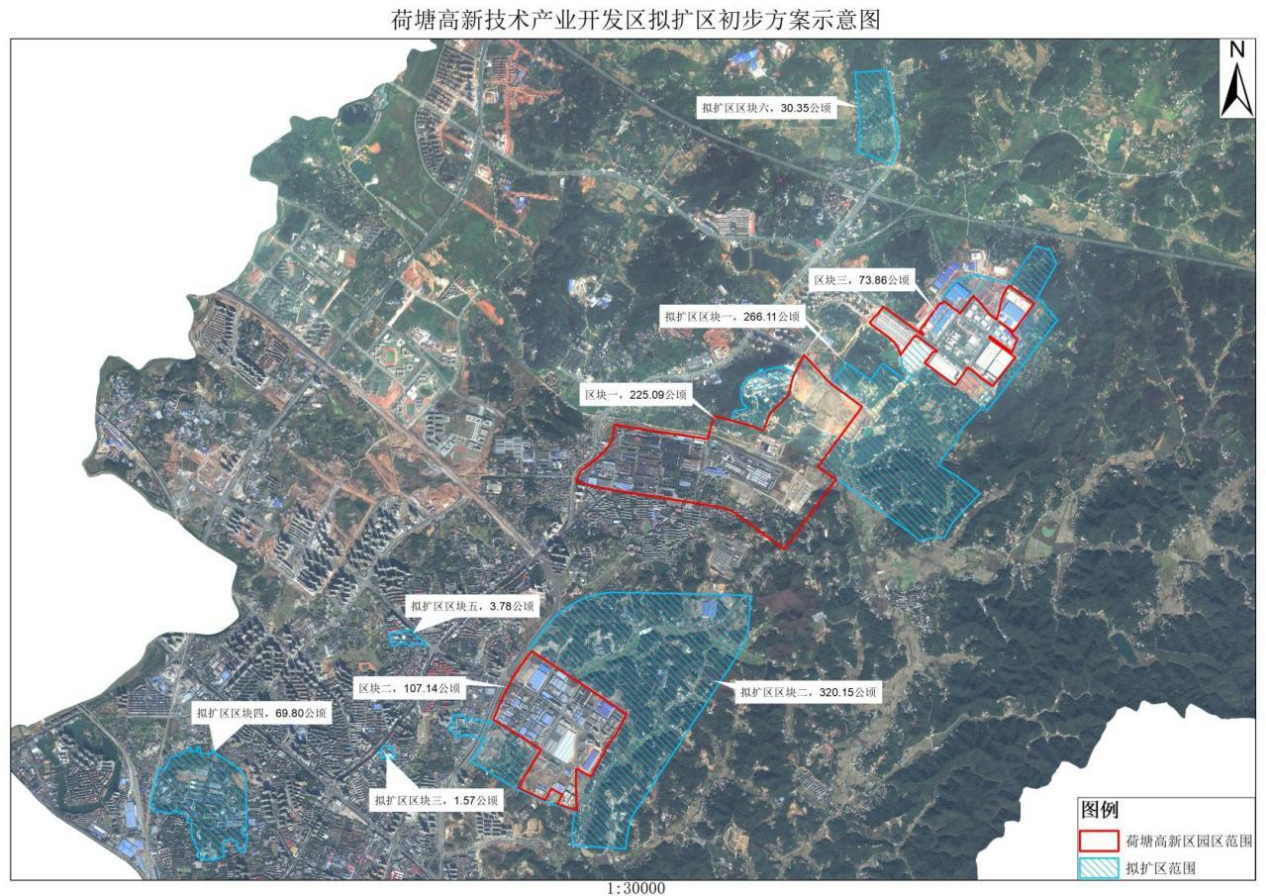 荷塘高新技术产业开发区拟扩区初步方案示意图
N
拟扩区区块六，30.35公顷
区块三，73.86公顷
拟扩区区块一，266.11公顷
区块一，225.09公顷
拟扩区区块五，3.78公顷
区块二，107.14公顷
拟扩区区块二，320.15公顷
拟扩区区块四，69.80公顷
拟扩区区块三，1.57公顷
图例
荷塘高新区园区范围
拟扩区范围
1:30000